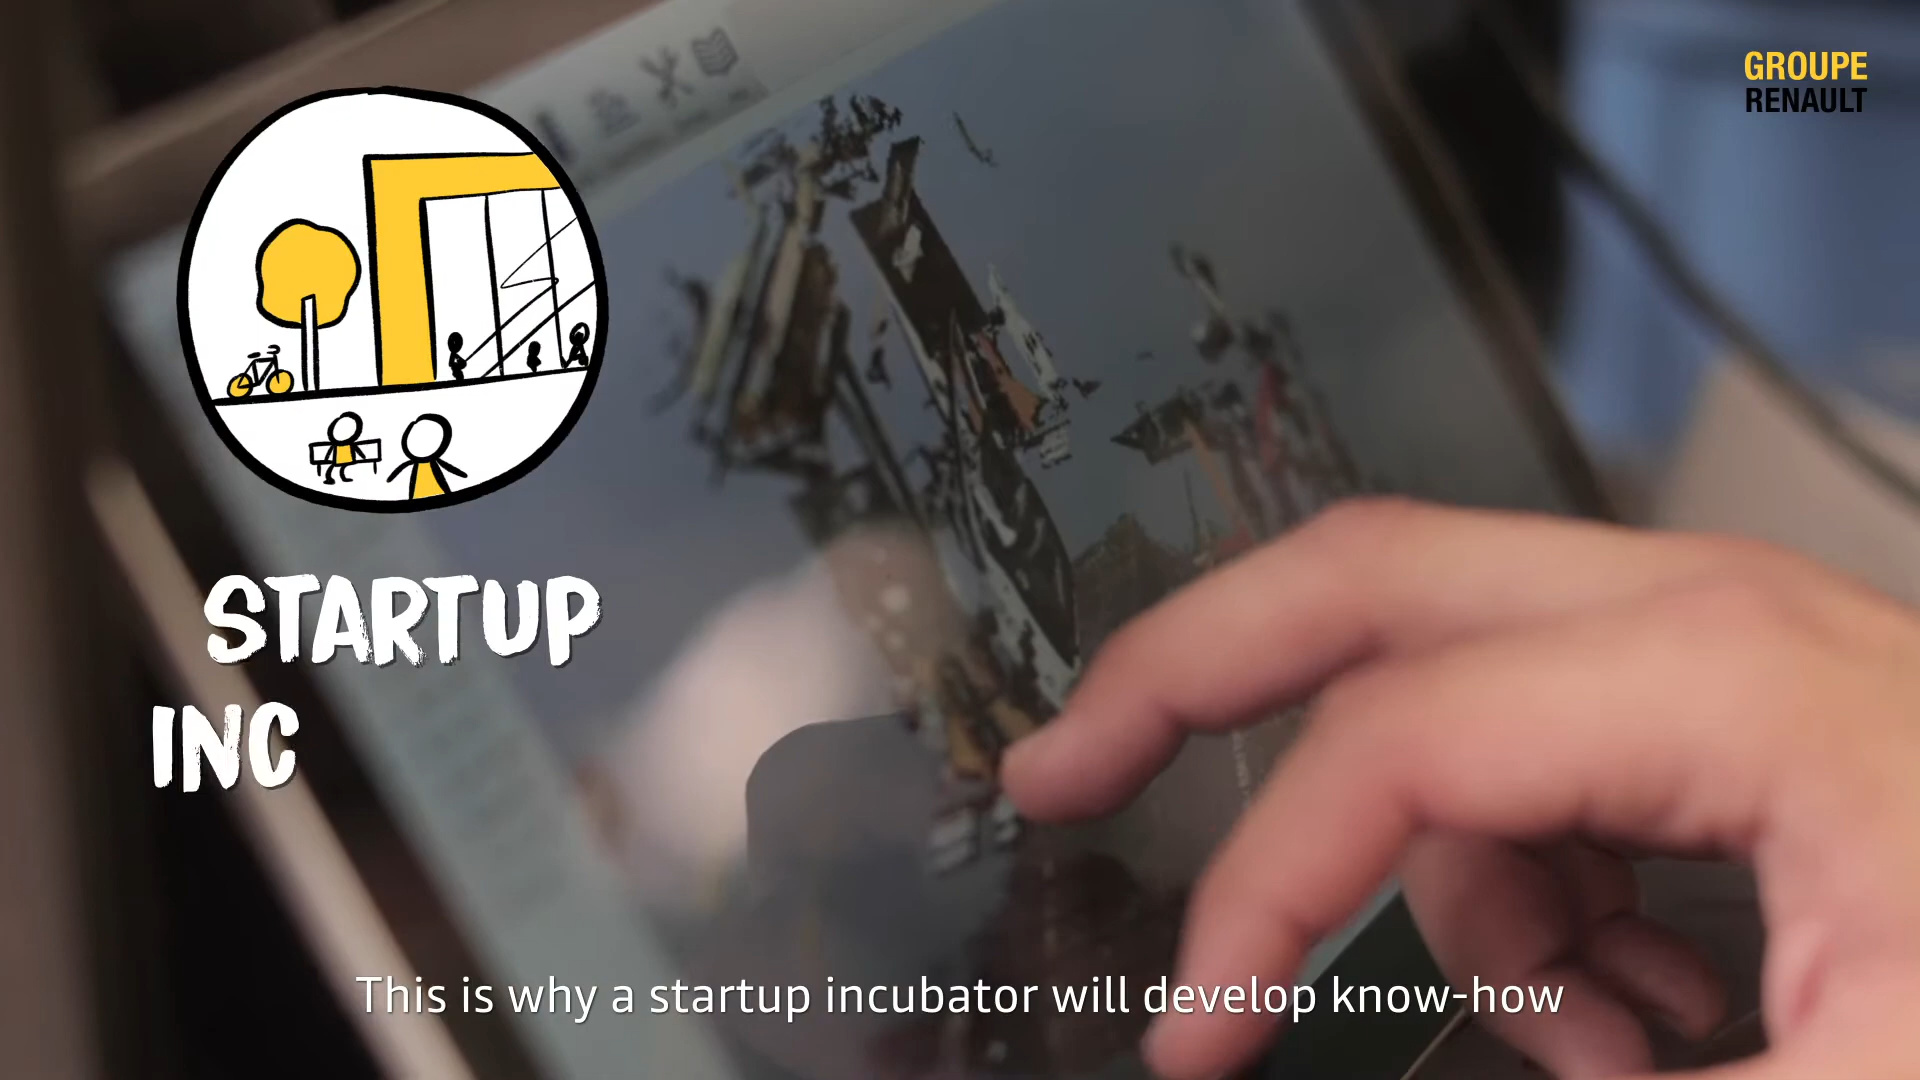 GROUPE
RENAULT
STARTUP
INC
This is why a startup incubator will develop know-how